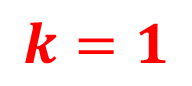 k = 1